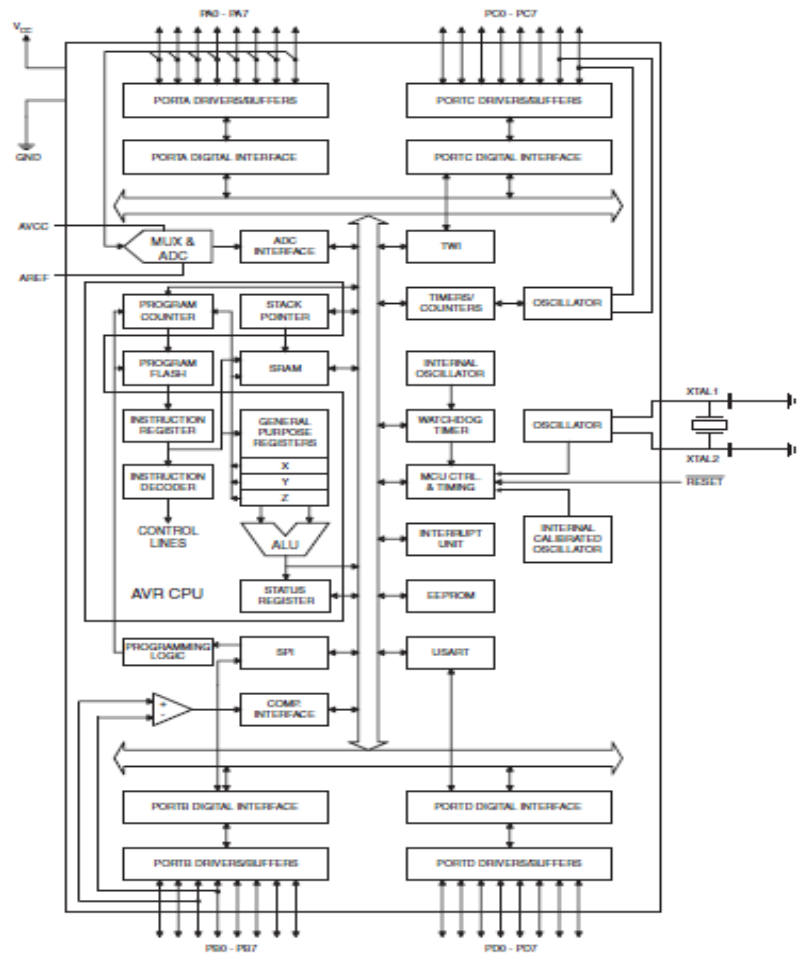 PA0 - PA7
PC0 - PC7
VCC
PORTA DRIVERS/BUFFERS
PORTC DRIVERS/BUFFERS
GND
PORTA DIGITAL INTERFACE
PORTC DIGITAL INTERFACE
AVCC
MUX &
ADC
ADC
INTERFACE
TWI
AREF
PROGRAM
COUNTER
STACK
POINTER
TIMERS/
COUNTERS
OSCILLATOR
PROGRAM
FLASH
SRAM
INTERNAL
OSCILLATOR
XTAL1
INSTRUCTION
REGISTER
GENERAL
PURPOSE
REGISTERS
WATCHDOG
TIMER
OSCILLATOR
XTAL2
X
INSTRUCTION
DECODER
Y
MCU CTRL.
& TIMING
RESET
Z
CONTROL
LINES
ALU
INTERRUPT
UNIT
INTERNAL
CALIBRATED
OSCILLATOR
AVR CPU
STATUS
REGISTER
EEPROM
PROGRAMMING
LOGIC
SPI
USART
+
-
COMP.
INTERFACE
PORTB DIGITAL INTERFACE
PORTD DIGITAL INTERFACE
PORTB DRIVERS/BUFFERS
PORTD DRIVERS/BUFFERS
PB0 - PB7
PD0 - PD7